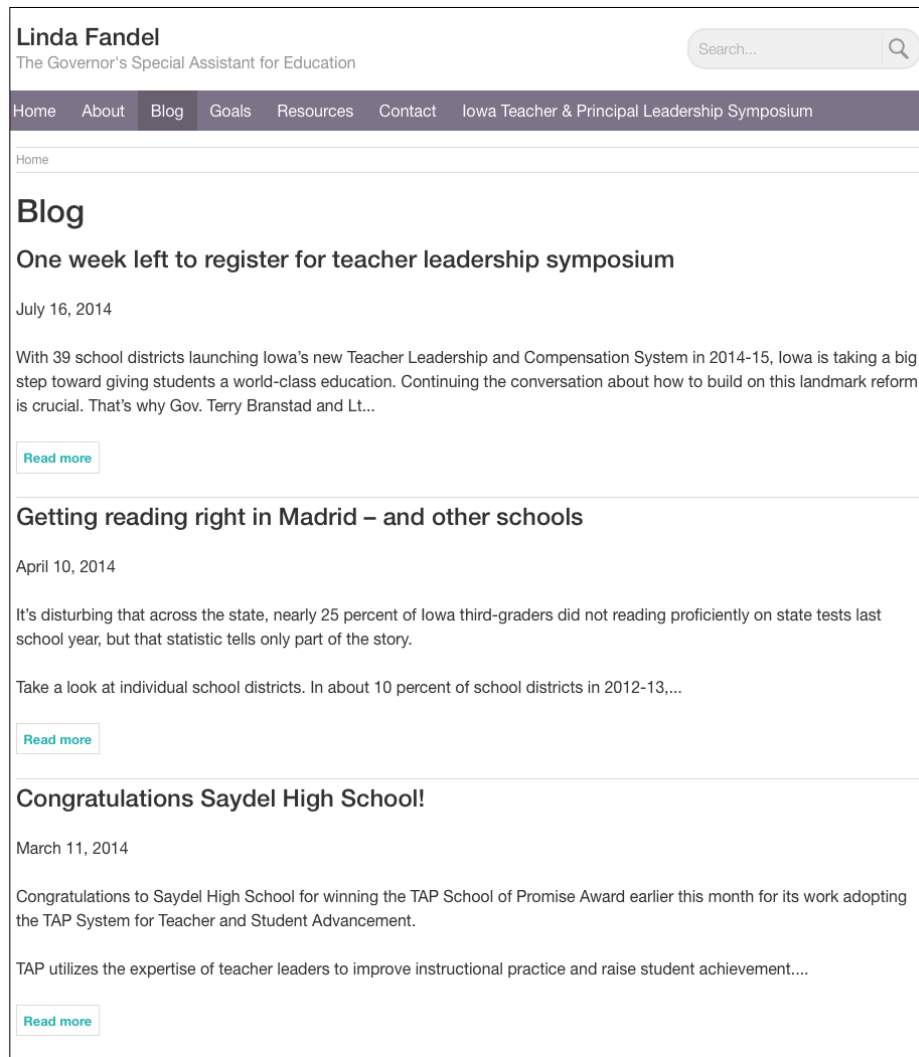 Linda Fandel
The Governor's Special Assistant for Education
Search...
Home About Blog Goals Resources Contact Iowa Teacher & Principal Leadership Symposium
Home
Blog
One week left to register for teacher leadership symposium
July 16, 2014
With 39 school districts launching Iowa’s new Teacher Leadership and Compensation System in 2014-15, Iowa is taking a big
step toward giving students a world-class education. Continuing the conversation about how to build on this landmark reform
is crucial. That’s why Gov. Terry Branstad and Lt...
Read more
Getting reading right in Madrid – and other schools
April 10, 2014
It’s disturbing that across the state, nearly 25 percent of Iowa third-graders did not reading proficiently on state tests last
school year, but that statistic tells only part of the story.
Take a look at individual school districts. In about 10 percent of school districts in 2012-13,...
Read more
Congratulations Saydel High School!
March 11, 2014
Congratulations to Saydel High School for winning the TAP School of Promise Award earlier this month for its work adopting
the TAP System for Teacher and Student Advancement.
TAP utilizes the expertise of teacher leaders to improve instructional practice and raise student achievement....
Read more